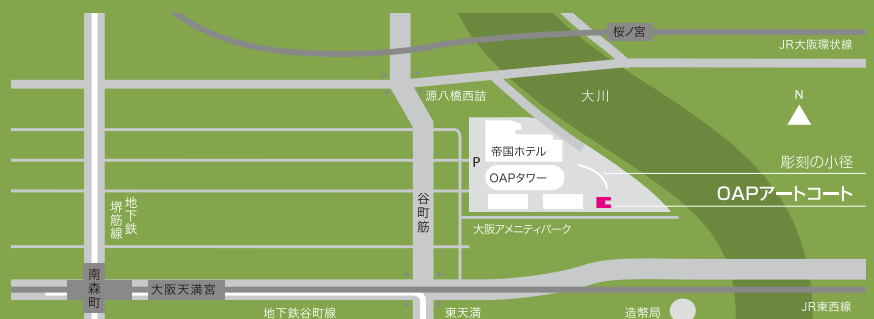 桜ノ宮
JR大阪環状線
源八橋西詰
大川
N
帝国ホテル
P
彫刻の小径
OAPタワー
OAPアートコート
谷町筋
地下鉄
堺筋線
大阪アメニティパーク
南森町
大阪天満宮
JR東西線
地下鉄谷町線
東天満
造幣局